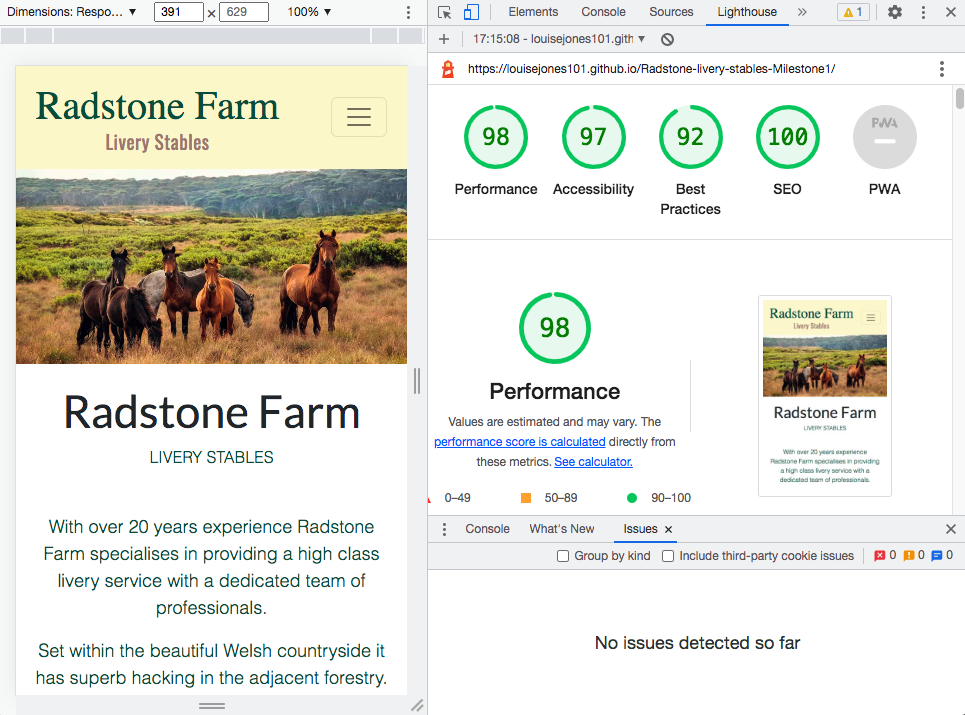 Dimensions: Respo... ▼ 391 × 629 100% ▼
Elements Console Sources Lighthouse » 1
+ 17:15:08 - louisejones101.gith ▼
https://louisejones101.github.io/Radstone-livery-stables-Milestone1/
Radstone Farm
Livery Stables
Radstone Farm
LIVERY STABLES
With over 20 years experience Radstone
Farm specialises in providing a high class
livery service with a dedicated team of
professionals.
Set within the beautiful Welsh countryside it
has superb hacking in the adjacent forestry.
98 97 92 100 PWA
Performance Accessibility Best Practices SEO PWA
98
Performance
Values are estimated and may vary. The
performance score is calculated directly from
these metrics. See calculator.
0–49 50–89 90–100
Radstone Farm
Livery Stables
Radstone Farm
LIVERY STABLES
With over 20 years experience
Radstone Farm specialises in providing
a high class livery service with a
dedicated team of professionals.
Console What's New Issues ×
Group by kind Include third-party cookie issues 0 0 0
No issues detected so far